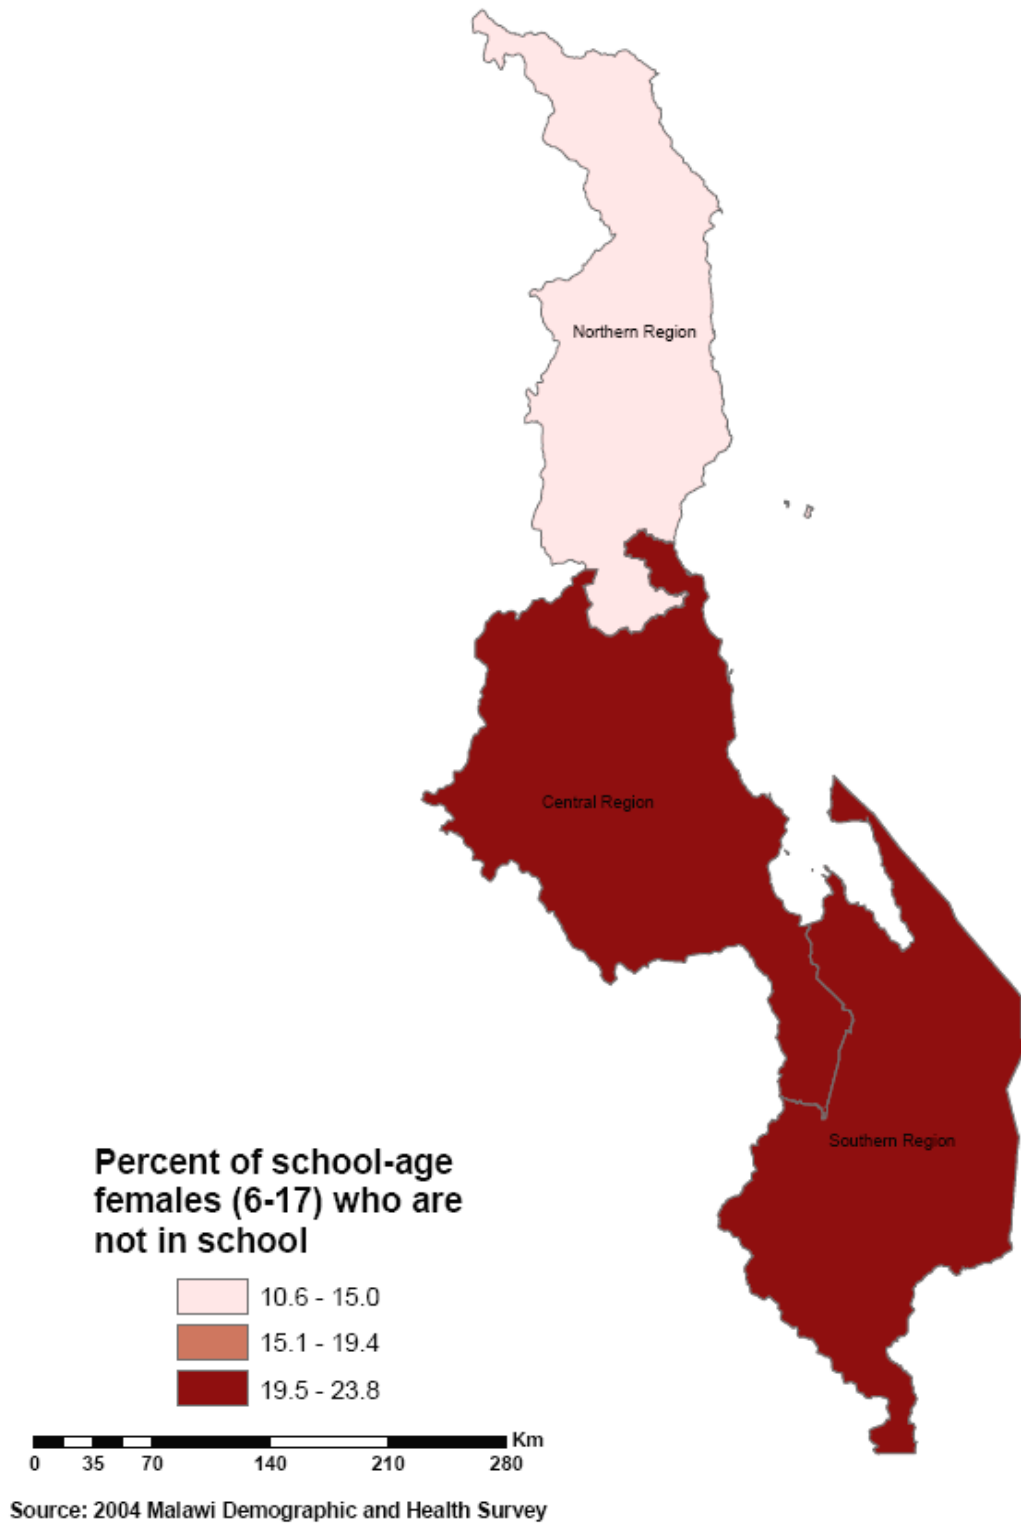 Northern Region
Central Region
Southern Region
Percent of school-age
females (6-17) who are
not in school
10.6 - 15.0
15.1 - 19.4
19.5 - 23.8
Km
0 35 70 140 210 280
Source: 2004 Malawi Demographic and Health Survey